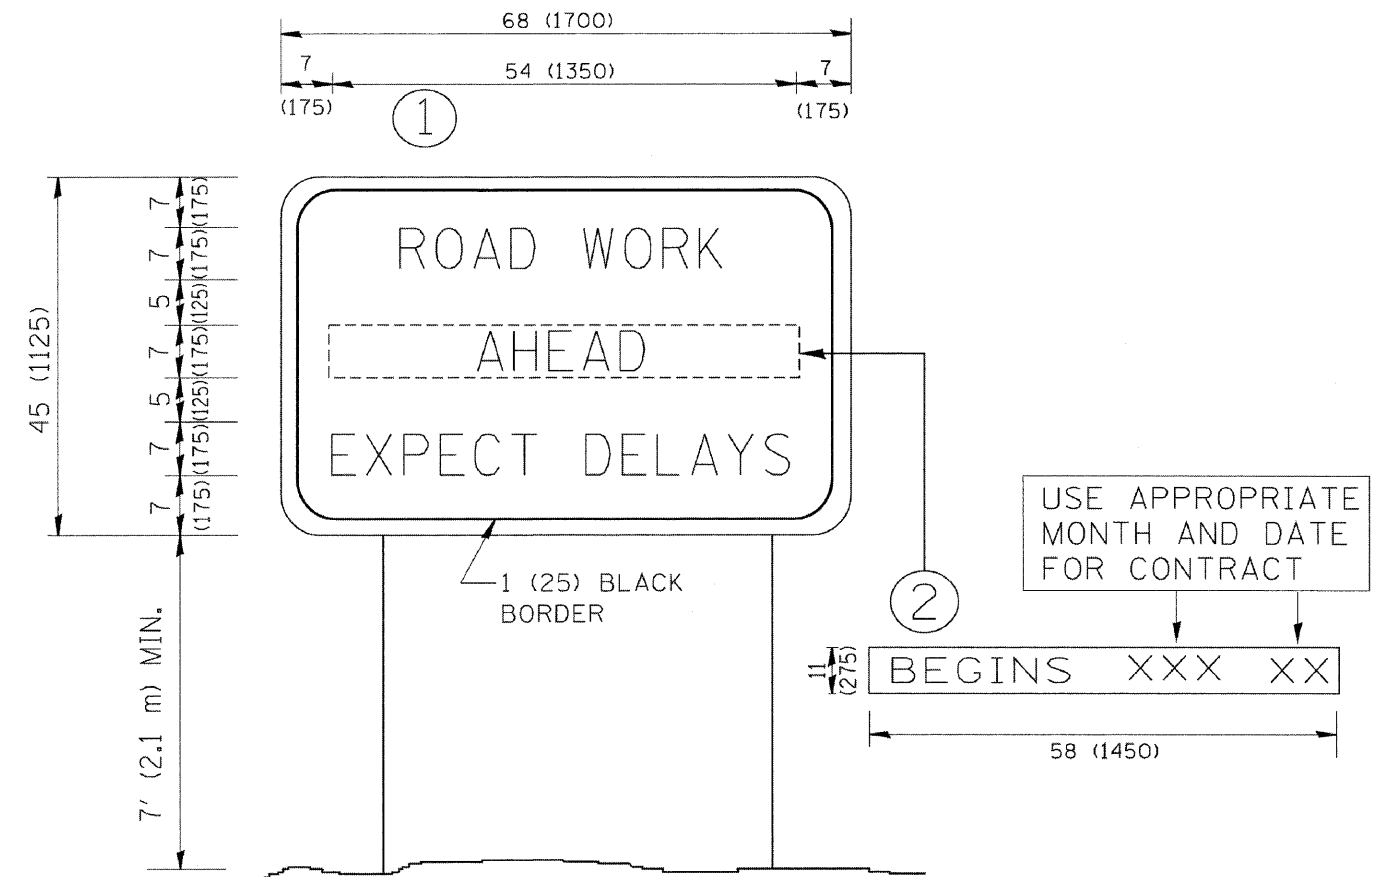 68 (1700)
7
54 (1350)
7
(175)
(175)
1
45 (1125)
7 (175)
7 (175)
5 (125)
7 (175)
5 (125)
7 (175)
7 (175)
ROAD WORK
AHEAD
EXPECT DELAYS
1 (25) BLACK
BORDER
7' (2.1 m) MIN.
USE APPROPRIATE
MONTH AND DATE
FOR CONTRACT
2
11
(275)
BEGINS XXX XX
58 (1450)